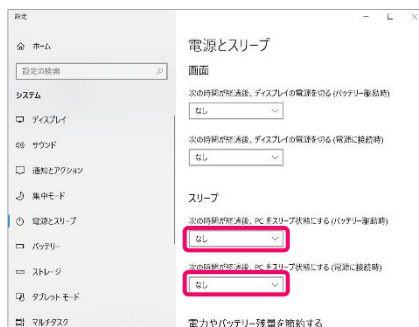 設定
ホーム
設定の検索
システム
ディスプレイ
サウンド
通知とアクション
集中モード
電源とスリープ
バッテリー
ストレージ
タブレット モード
マルチタスク
電源とスリープ
画面
次の時間が経過後、ディスプレイの電源を切る (バッテリー駆動時)
なし
次の時間が経過後、ディスプレイの電源を切る (電源に接続時)
なし
スリープ
次の時間が経過後、PC をスリープ状態にする (バッテリー駆動時)
なし
次の時間が経過後、PC をスリープ状態にする (電源に接続時)
なし
電力やバッテリー残量を節約する